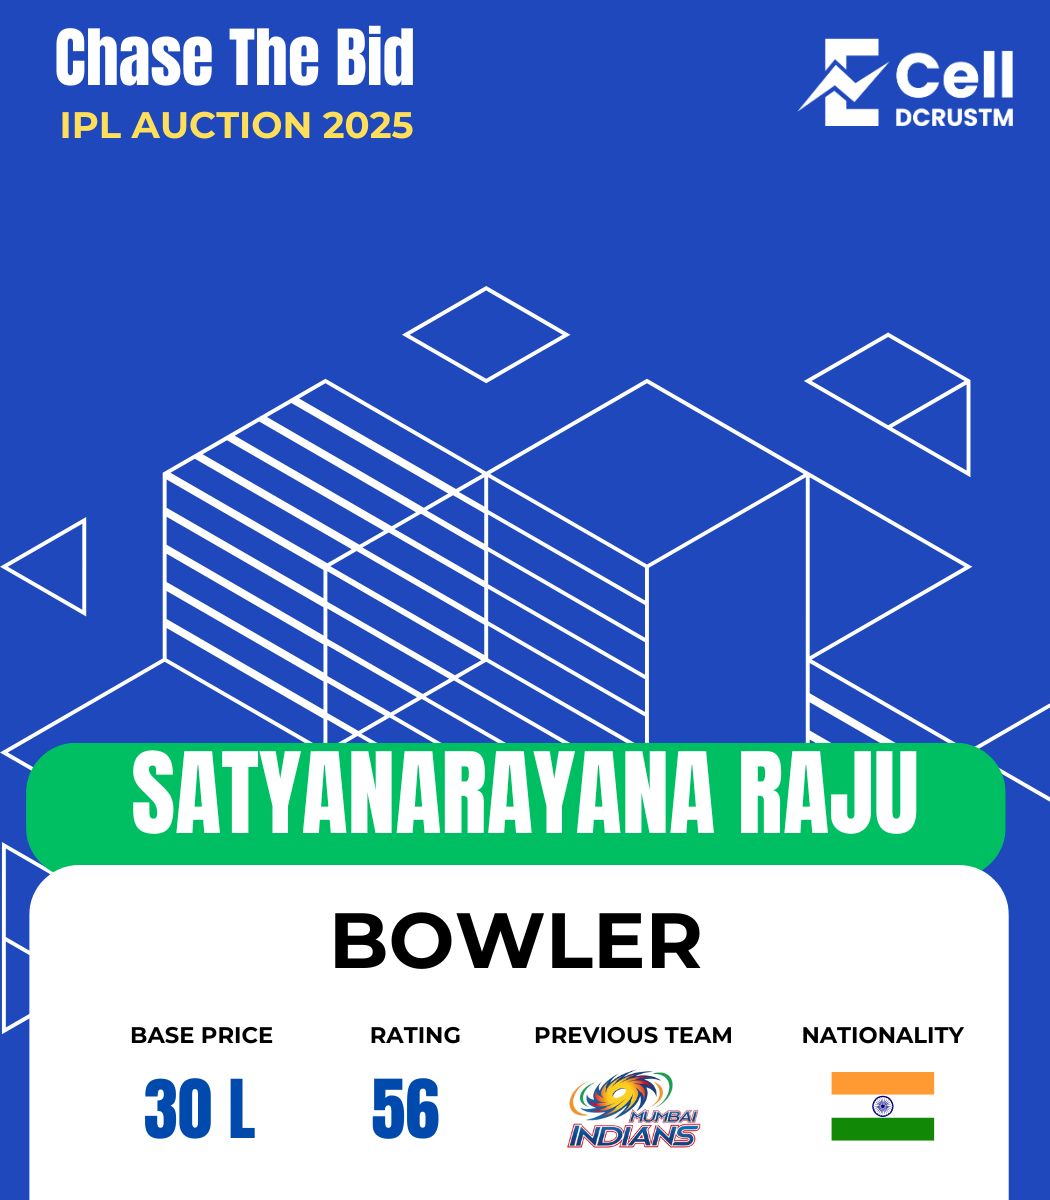 Chase The Bid
IPL AUCTION 2025
Cell
DCRUSTM
SATYANARAYANA RAJU
BOWLER
BASE PRICE
RATING
PREVIOUS TEAM
NATIONALITY
30 L
56
MUMBAI
INDIANS